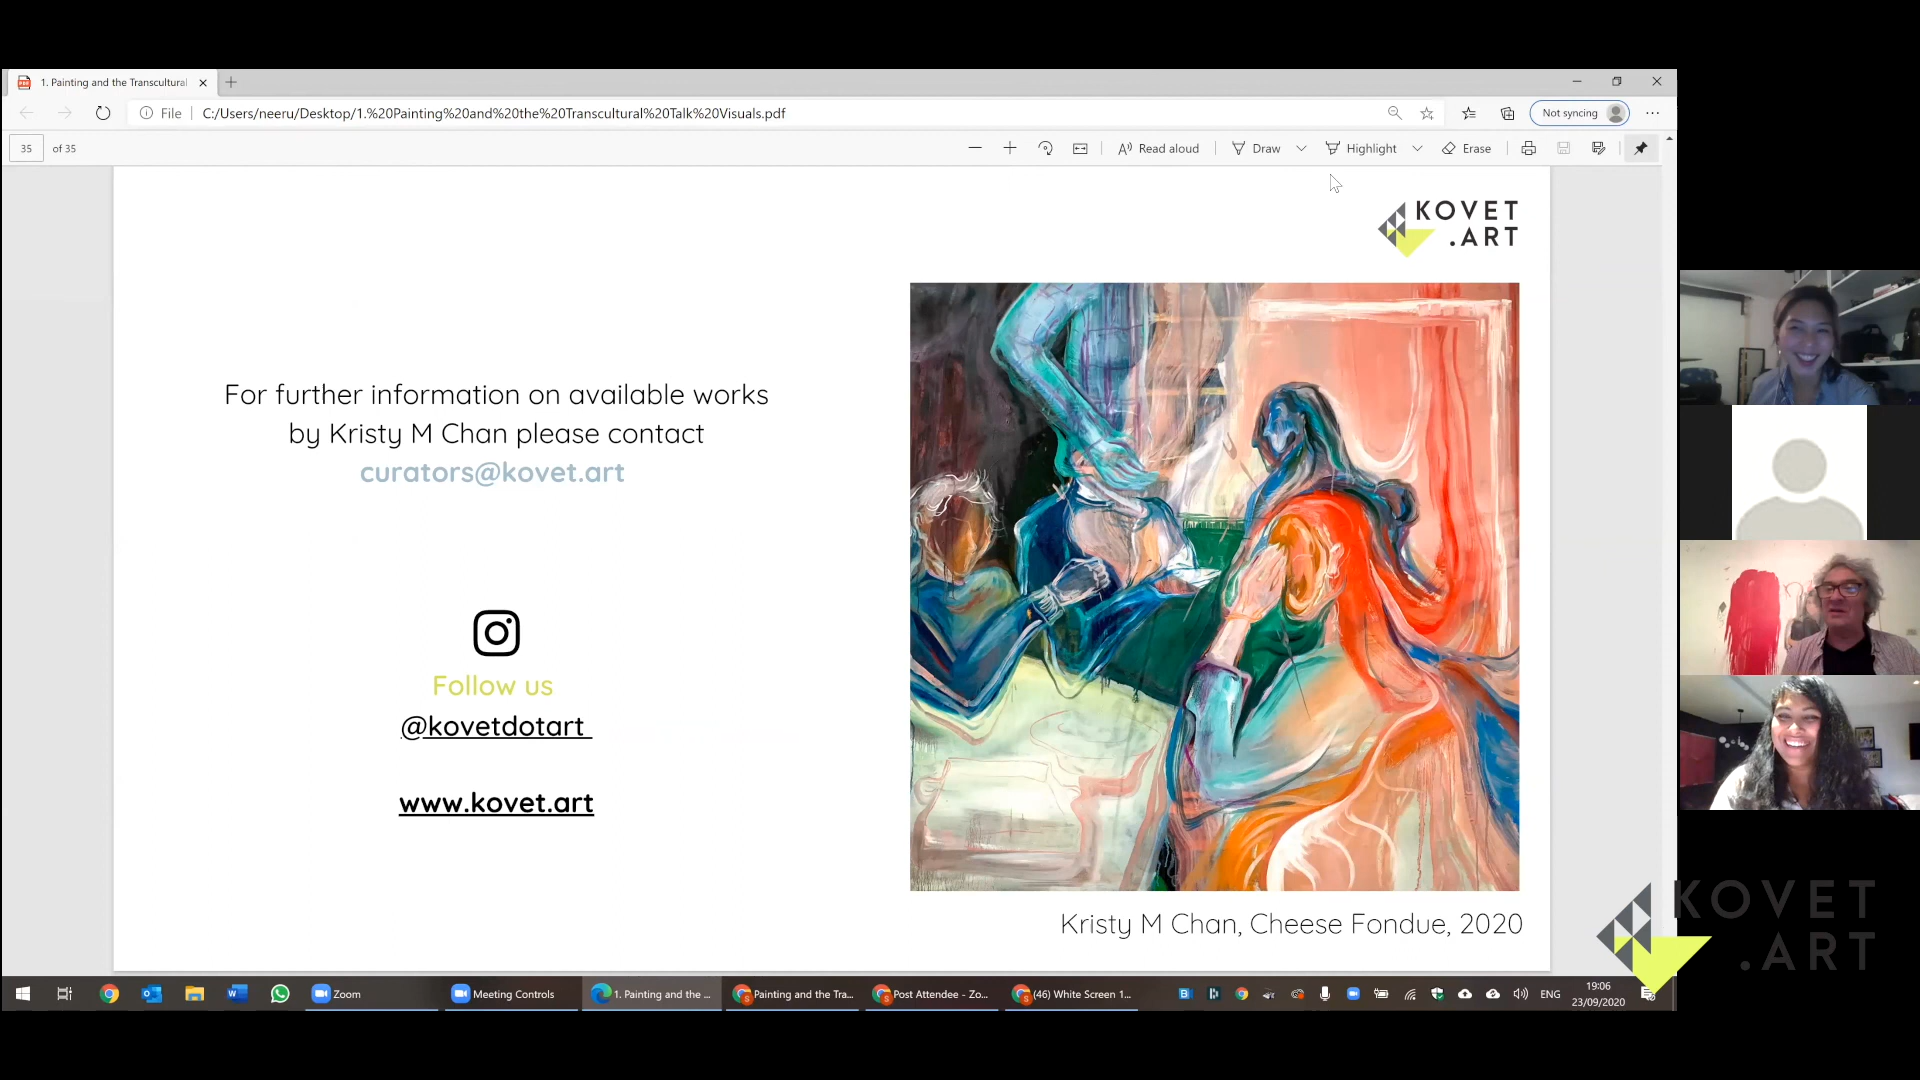 1. Painting and the Transcultural
File
C:/Users/neeru/Desktop/1.%20Painting%20and%20the%20Transcultural%20Talk%20Visuals.pdf
Not syncing
35
of 35
Read aloud
Draw
Highlight
Erase
KOVET
.ART
For further information on available works
by Kristy M Chan please contact
curators@kovet.art
Follow us
@kovetdotart
www.kovet.art
Kristy M Chan, Cheese Fondue, 2020
KOVET
.ART
Zoom
Meeting Controls
1. Painting and the ...
Painting and the Tra...
Post Attendee - Zo...
(46) White Screen 1...
ENG
19:06
23/09/2020